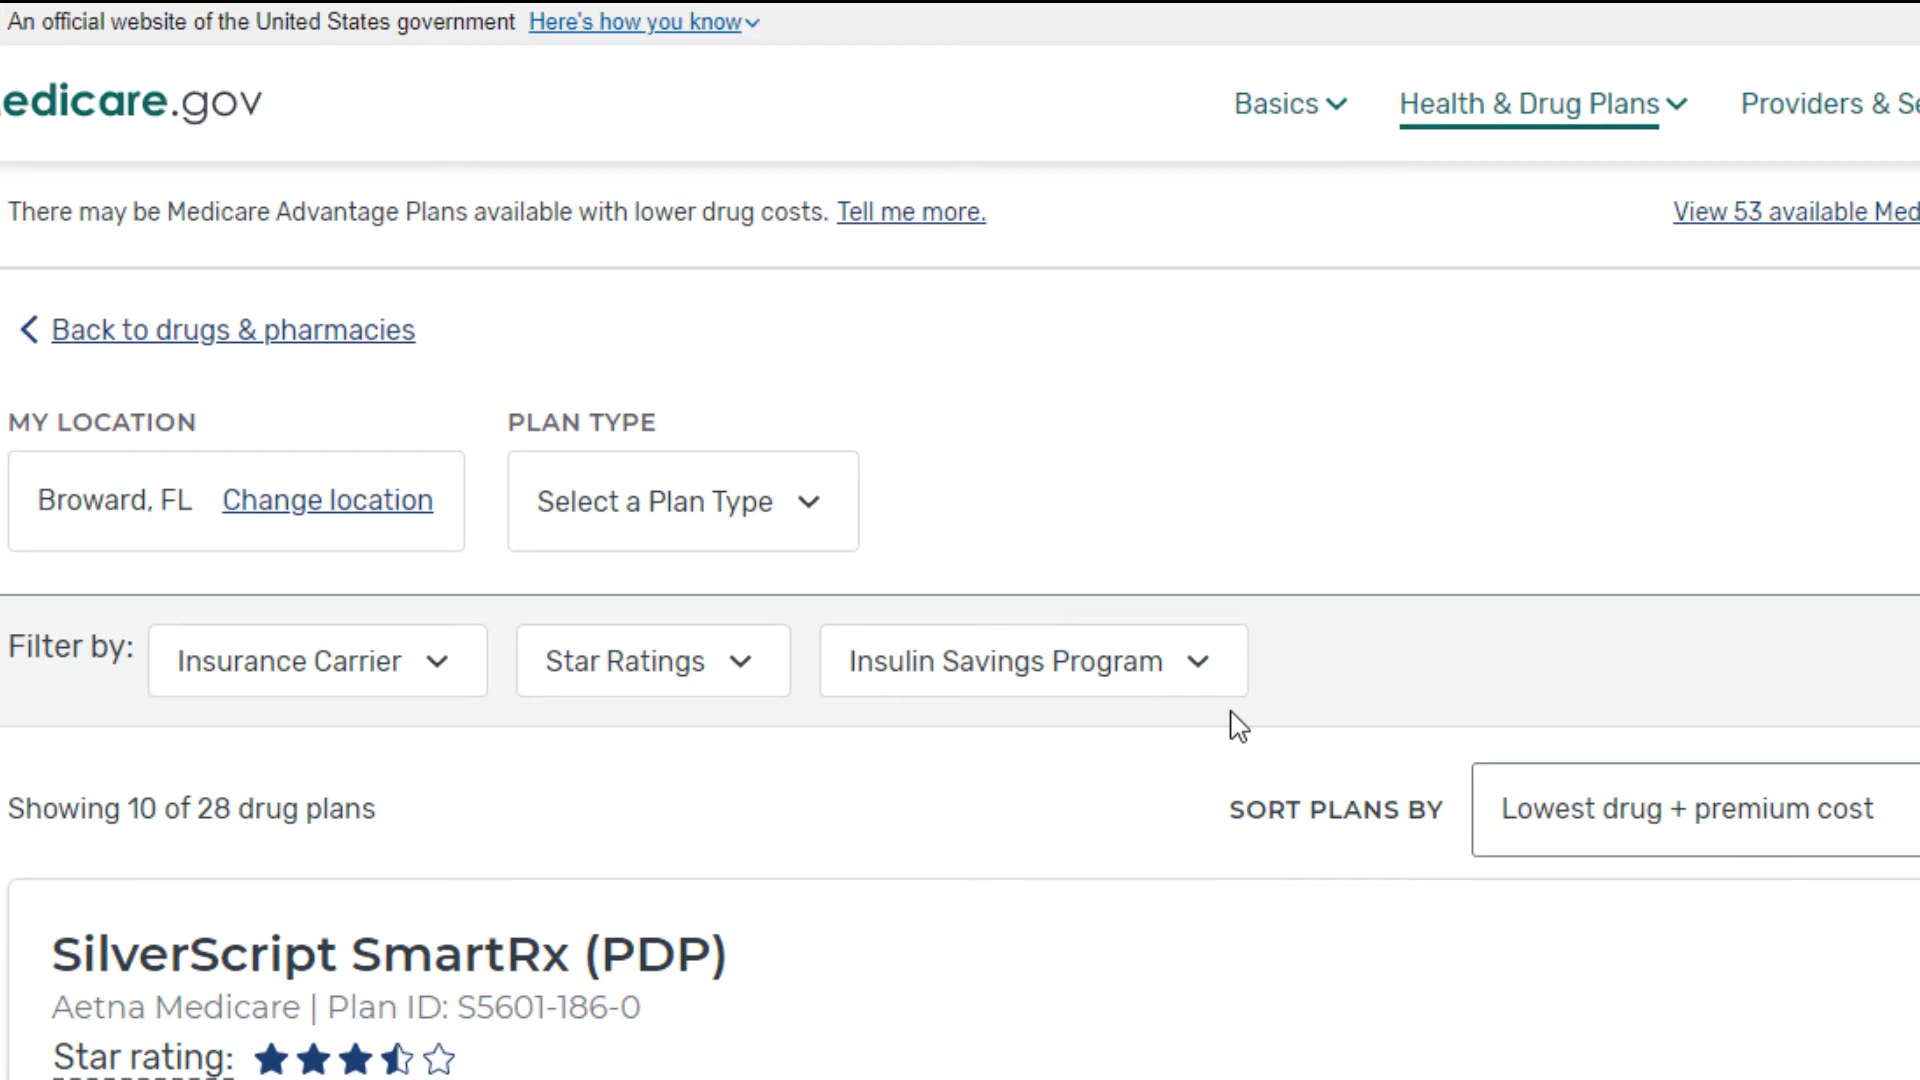 An official website of the United States government Here's how you know
edicare.gov
Basics Health & Drug Plans Providers & Se
There may be Medicare Advantage Plans available with lower drug costs. Tell me more. View 53 available Med
Back to drugs & pharmacies
MY LOCATION PLAN TYPE
Broward, FL Change location Select a Plan Type
Filter by: Insurance Carrier Star Ratings Insulin Savings Program
Showing 10 of 28 drug plans SORT PLANS BY Lowest drug + premium cost
SilverScript SmartRx (PDP)
Aetna Medicare | Plan ID: S5601-186-0
Star rating: